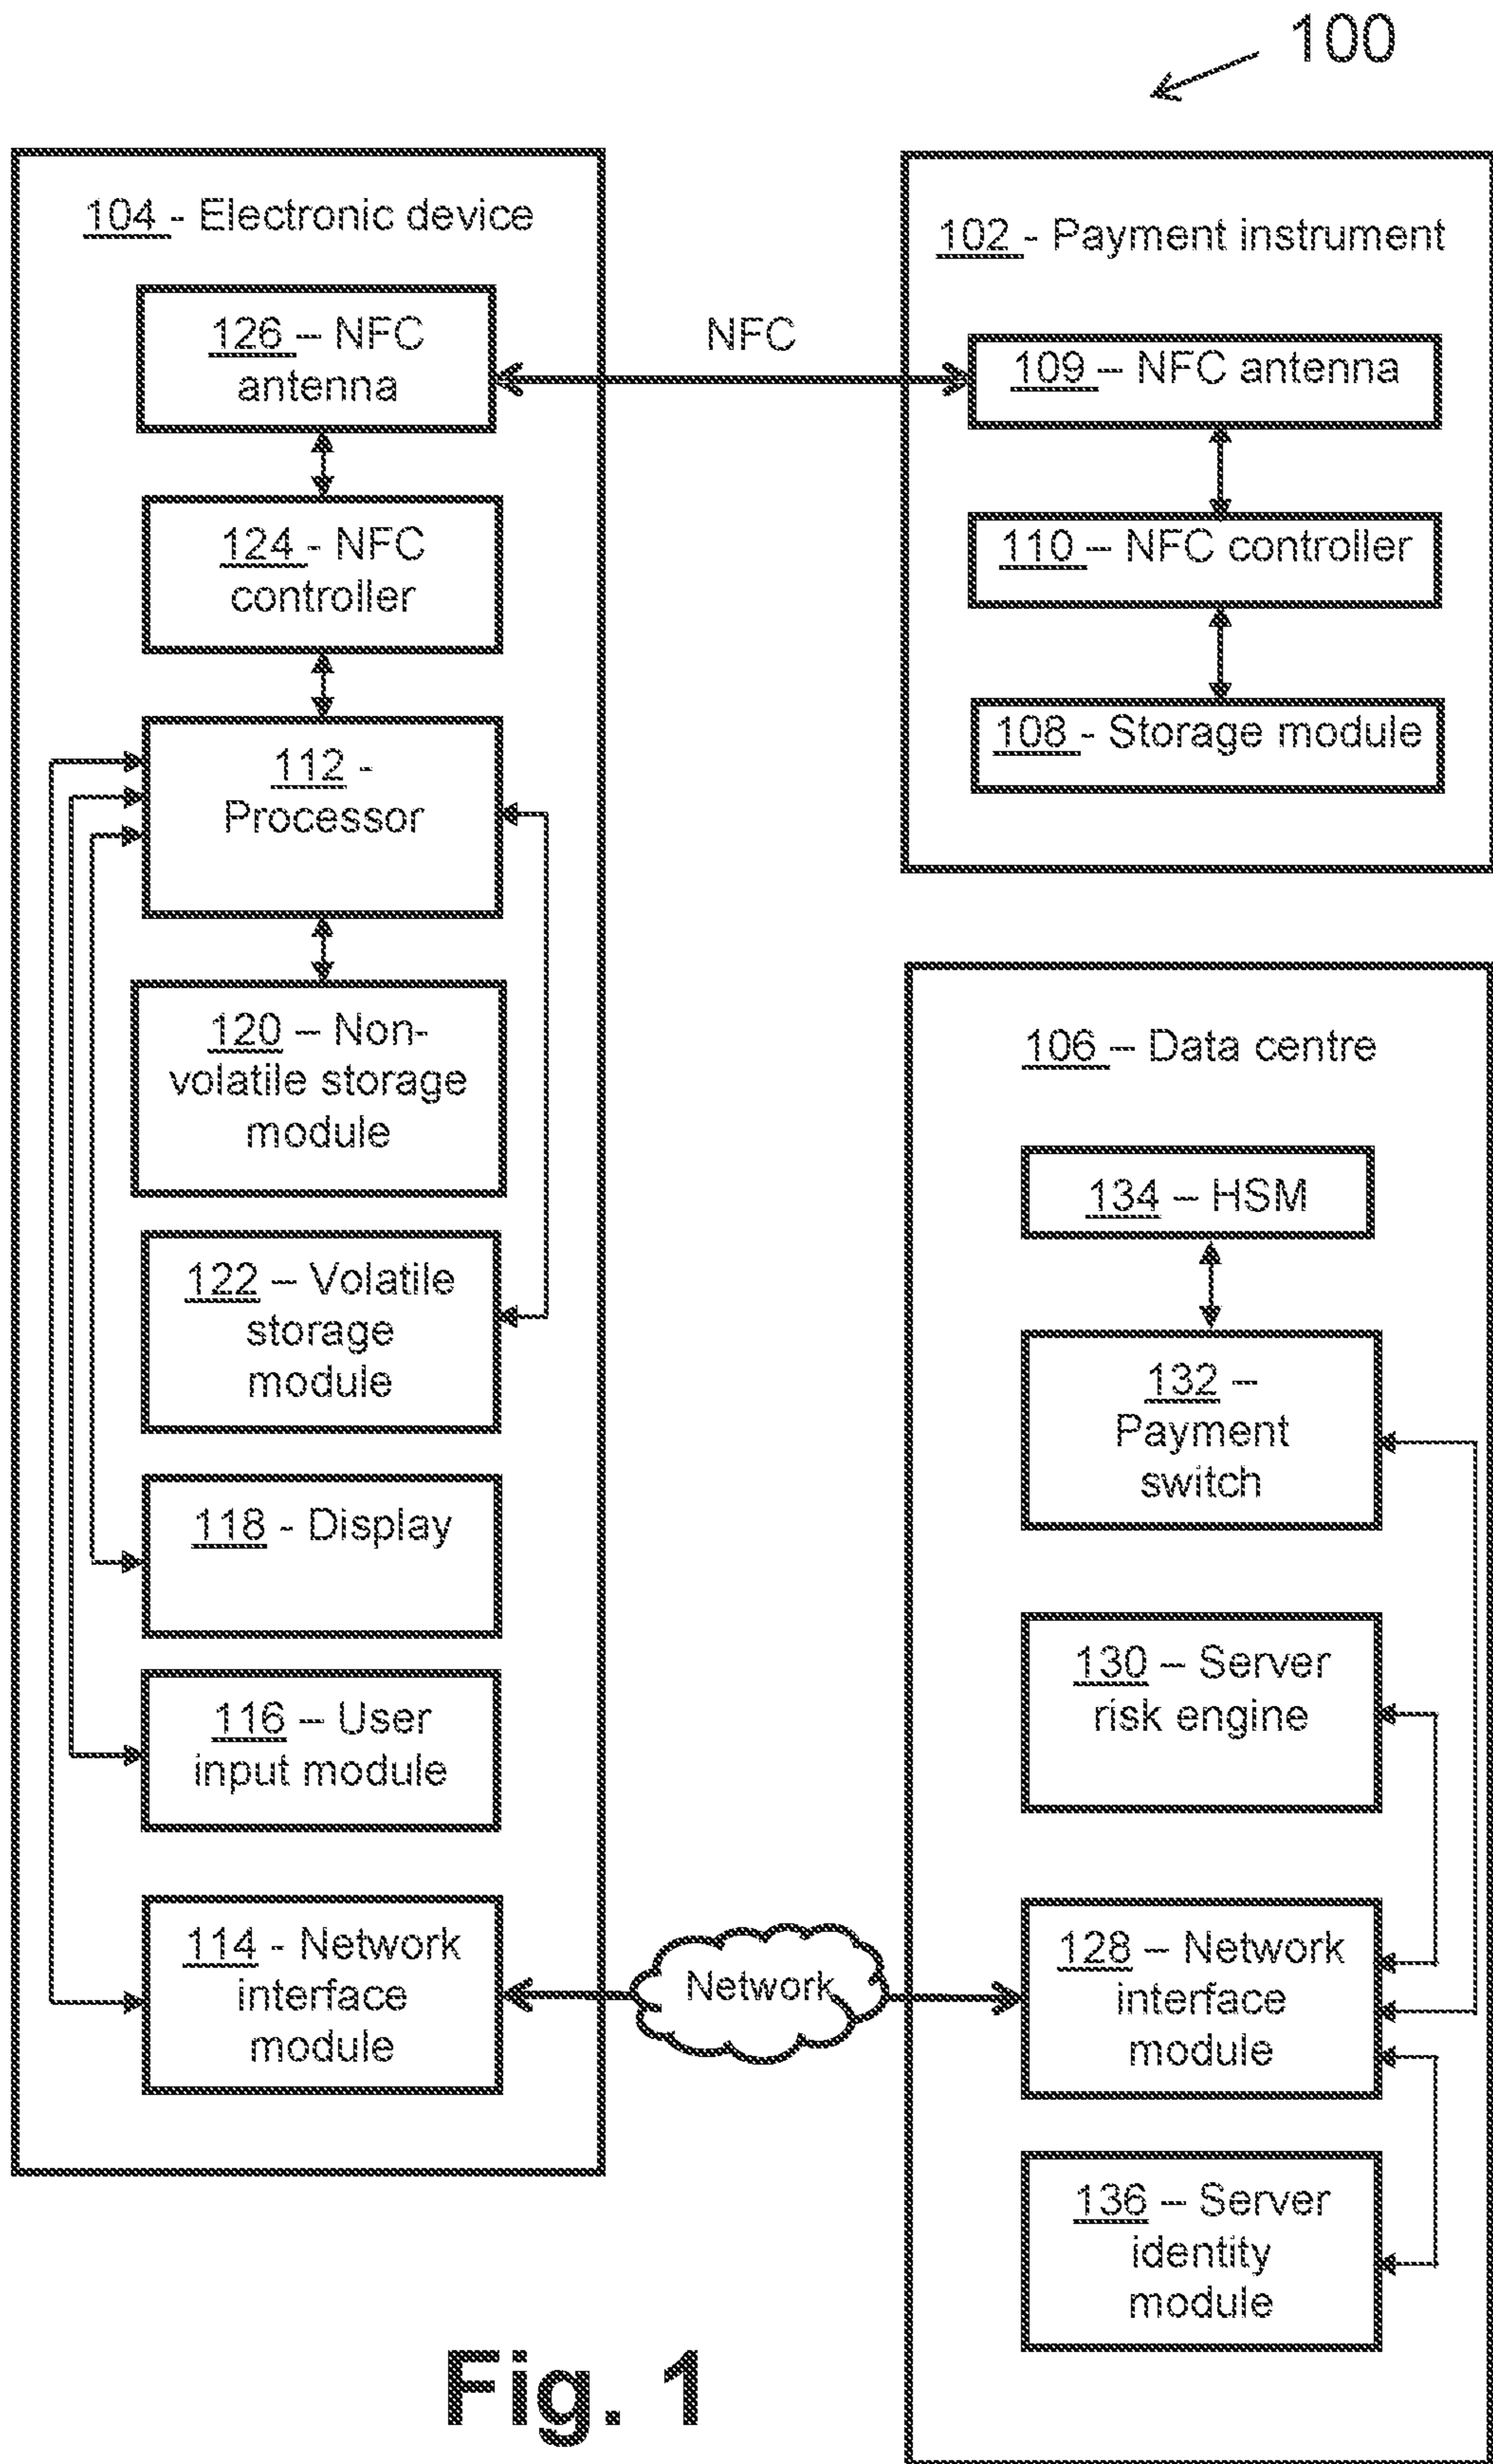 100
104 - Electronic device
126 – NFC
antenna
124 - NFC
controller
112 -
Processor
120 – Non-
volatile storage
module
122 – Volatile
storage
module
118 - Display
116 – User
input module
114 - Network
interface
module
NFC
Network
102 - Payment instrument
109 – NFC antenna
110 – NFC controller
108 - Storage module
106 – Data centre
134 – HSM
132 –
Payment
switch
130 – Server
risk engine
128 – Network
interface
module
136 – Server
identity
module
Fig. 1